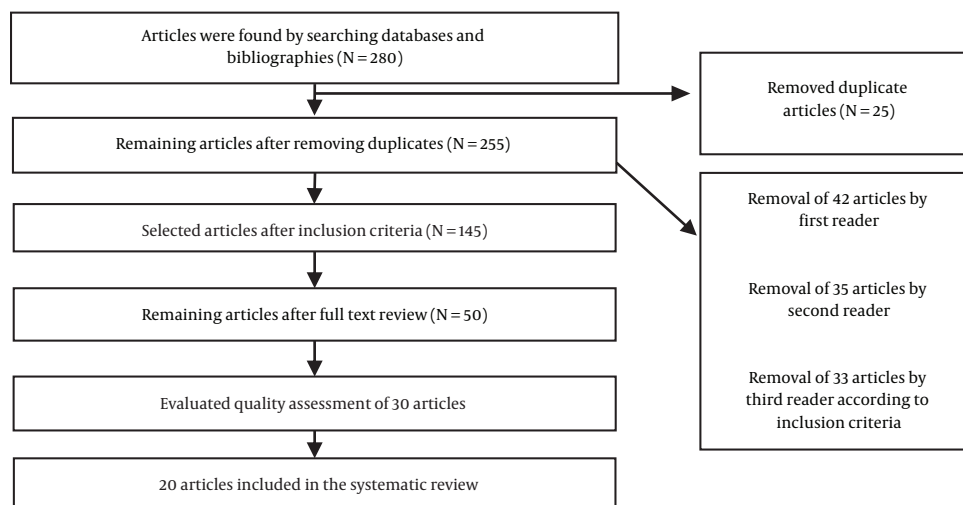 Articles were found by searching databases and
bibliographies (N = 280)
Removed duplicate
articles (N = 25)
Remaining articles after removing duplicates (N = 255)
Removal of 42 articles by
first reader
Removal of 35 articles by
second reader
Removal of 33 articles by
third reader according to
inclusion criteria
Selected articles after inclusion criteria (N = 145)
Remaining articles after full text review (N = 50)
Evaluated quality assessment of 30 articles
20 articles included in the systematic review